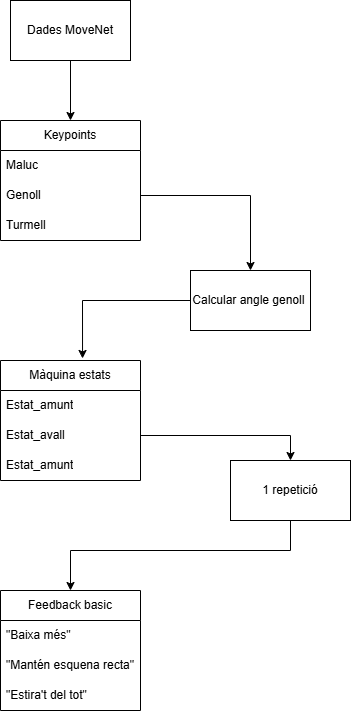 Dades MoveNet
Keypoints
Maluc
Genoll
Turmell
Calcular angle genoll
Màquina estats
Estat_amunt
Estat_avall
Estat_amunt
1 repetició
Feedback basic
"Baixa més"
"Mantén esquena recta"
"Estira't del tot"